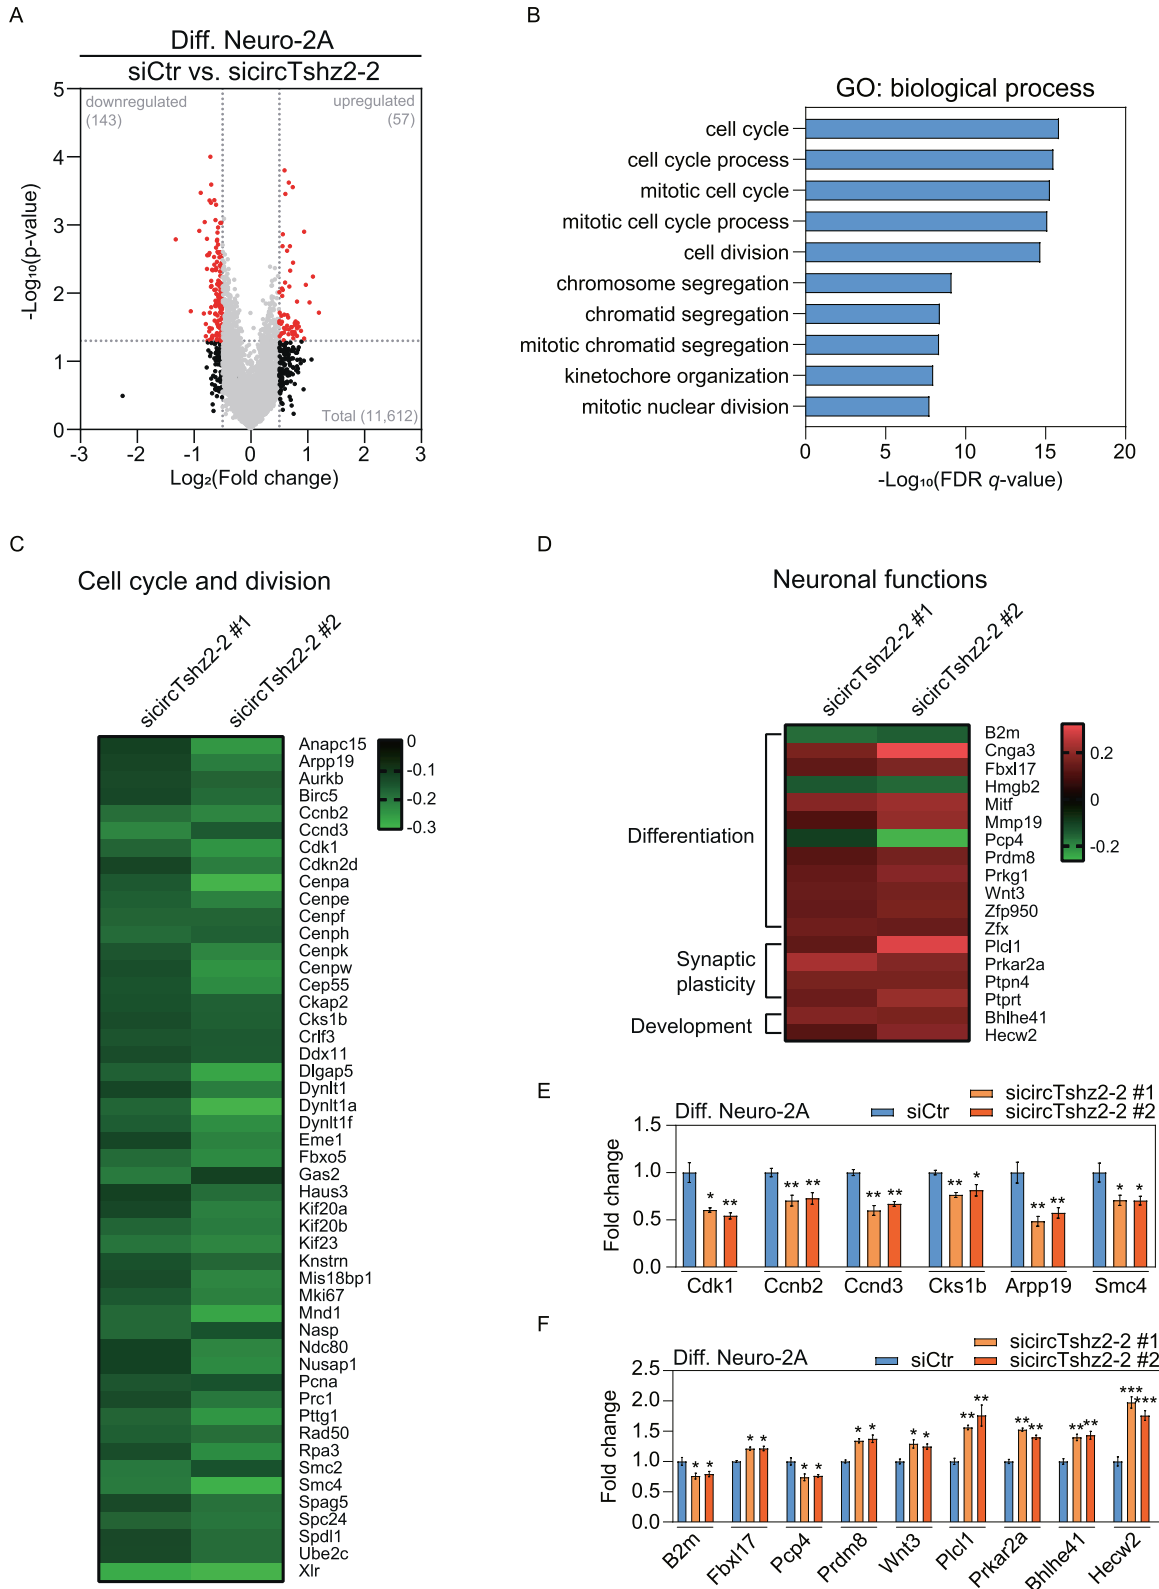 A
Diff. Neuro-2A
siCtr vs. sicircTshz2-2
downregulated
(143)
upregulated
(57)
Total (11,612)
5
4
3
2
1
0
-Log₁₀(p-value)
-3
-2
-1
0
1
2
3
Log₂(Fold change)
B
GO: biological process
cell cycle
cell cycle process
mitotic cell cycle
mitotic cell cycle process
cell division
chromosome segregation
chromatid segregation
mitotic chromatid segregation
kinetochore organization
mitotic nuclear division
0
5
10
15
20
-Log₁₀(FDR q-value)
C
Cell cycle and division
sicircTshz2-2 #1
sicircTshz2-2 #2
Anapc15
Arpp19
Aurkb
Birc5
Ccnb2
Ccnd3
Cdk1
Cdkn2d
Cenpa
Cenpe
Cenpf
Cenph
Cenpk
Cenpw
Cep55
Ckap2
Cks1b
Crlf3
Ddx11
Dlgap5
Dynlt1
Dynlt1a
Dynlt1f
Eme1
Fbxo5
Gas2
Haus3
Kif20a
Kif20b
Kif23
Knstrn
Mis18bp1
Mki67
Mnd1
Nasp
Ndc80
Nusap1
Pcna
Prc1
Pttg1
Rad50
Rpa3
Smc2
Smc4
Spag5
Spc24
Spdl1
Ube2c
Xlr
0
-0.1
-0.2
-0.3
D
Neuronal functions
sicircTshz2-2 #1
sicircTshz2-2 #2
Differentiation
Synaptic
plasticity
Development
B2m
Cnga3
Fbxl17
Hmgb2
Mitf
Mmp19
Pcp4
Prdm8
Prkg1
Wnt3
Zfp950
Zfx
Plcl1
Prkar2a
Ptpn4
Ptprt
Bhlhe41
Hecw2
0.2
0
-0.2
E
Diff. Neuro-2A
siCtr
sicircTshz2-2 #1
sicircTshz2-2 #2
Fold change
1.5
1.0
0.5
0.0
* **
** **
** **
** *
** **
* *
Cdk1
Ccnb2
Ccnd3
Cks1b
Arpp19
Smc4
F
Diff. Neuro-2A
siCtr
sicircTshz2-2 #1
sicircTshz2-2 #2
Fold change
2.5
2.0
1.5
1.0
0.5
0.0
* *
* *
* *
* *
* *
** **
** **
** **
*** ***
B2m
Fbxl17
Pcp4
Prdm8
Wnt3
Plcl1
Prkar2a
Bhlhe41
Hecw2